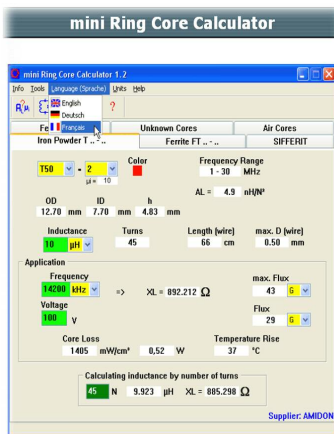 mini Ring Core Calculator
mini Ring Core Calculator 1.2
Info Tools Language (Sprache) Units Help
English
Deutsch
Français
?
Fe
Unknown Cores
Air Cores
Iron Powder T .. - ..
Ferrite FT .. - ..
SIFFERIT
T50 - 2
µi = 10
Color
Frequency Range
1 - 30 MHz
AL = 4.9 nH/N²
OD ID h
12.70 mm 7.70 mm 4.83 mm
Inductance Turns Length (wire) max. D (wire)
10 µH 45 66 cm 0.50 mm
Application
Frequency
14200 kHz => XL = 892.212 Ω
max. Flux
43 G
Voltage
100 V
Flux
29 G
Core Loss Temperature Rise
1405 mW/cm³ 0,52 W 37 °C
Calculating inductance by number of turns
45 N 9.923 µH XL = 885.298 Ω
Supplier: AMIDON